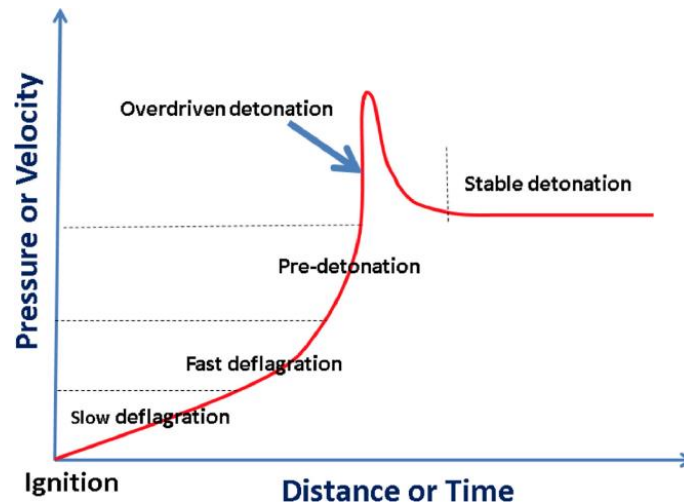 Pressure or Velocity
Overdriven detonation
Stable detonation
Pre-detonation
Fast deflagration
Slow deflagration
Ignition
Distance or Time